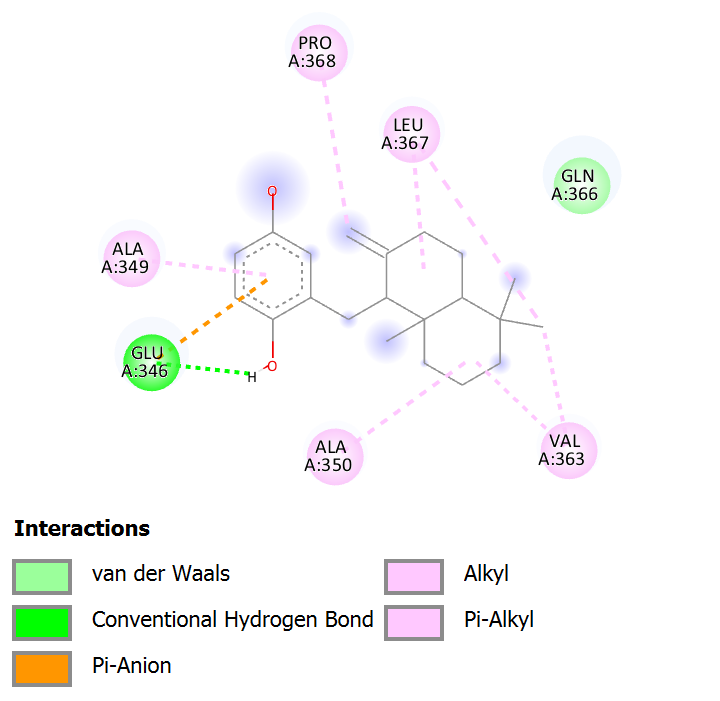 PRO
A:368
LEU
A:367
GLN
A:366
O
ALA
A:349
GLU
A:346
O
H
ALA
A:350
VAL
A:363
Interactions
van der Waals
Alkyl
Conventional Hydrogen Bond
Pi-Alkyl
Pi-Anion